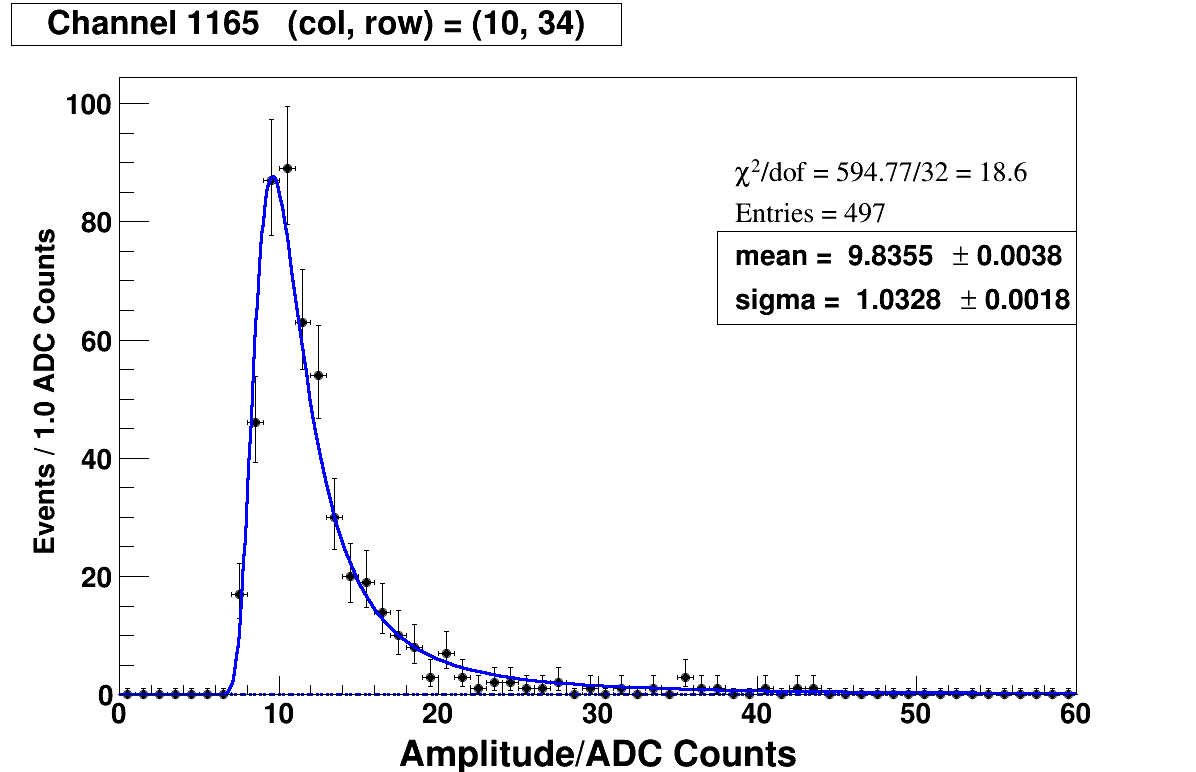 Channel 1165 (col, row) = (10, 34)
χ²/dof = 594.77/32 = 18.6
Entries = 497
mean = 9.8355 ± 0.0038
sigma = 1.0328 ± 0.0018
Events / 1.0 ADC Counts
100
80
60
40
20
0
0 10 20 30 40 50 60
Amplitude/ADC Counts